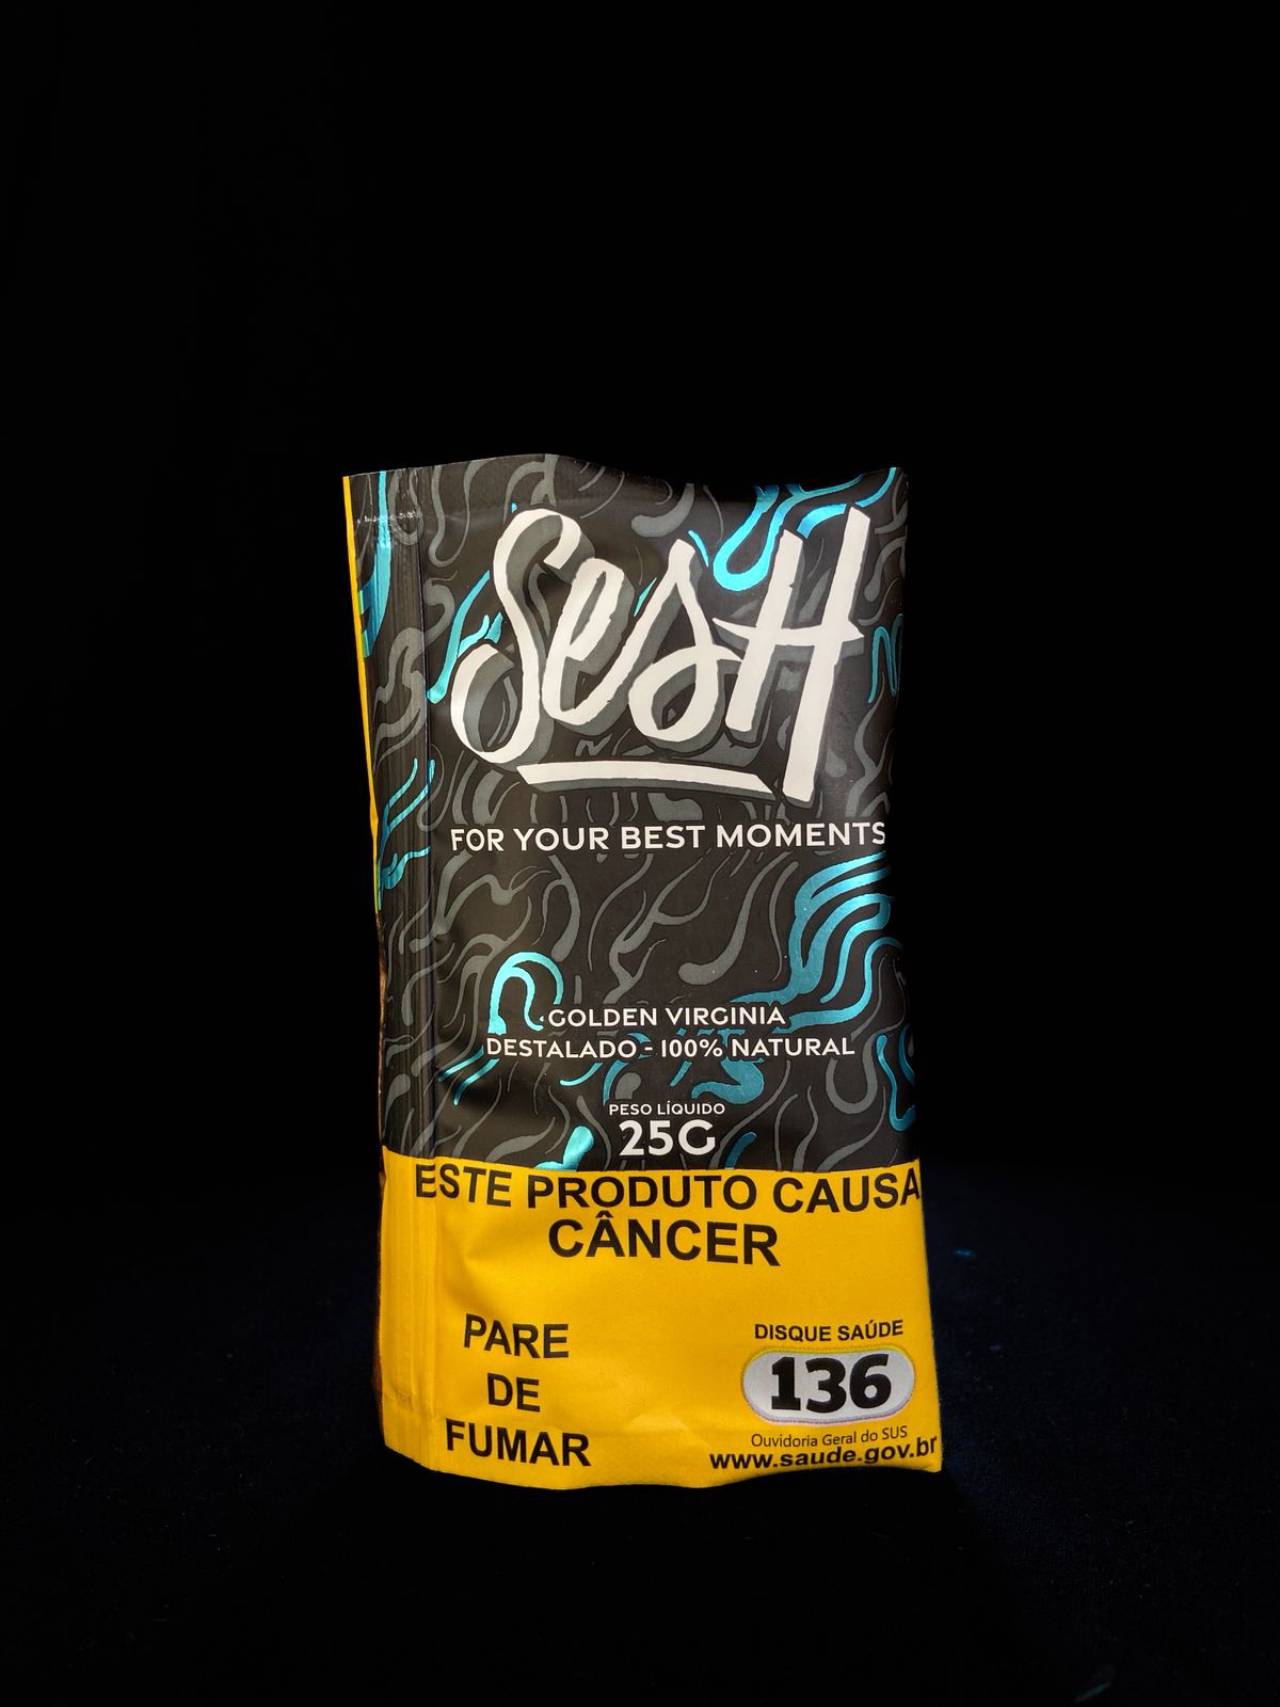 SesH
FOR YOUR BEST MOMENTS
GOLDEN VIRGINIA
DESTALADO - 100% NATURAL
PESO LÍQUIDO
25G
ESTE PRODUTO CAUSA
CÂNCER
PARE
DE
FUMAR
DISQUE SAÚDE
136
Ouvidoria Geral do SUS
www.saude.gov.br